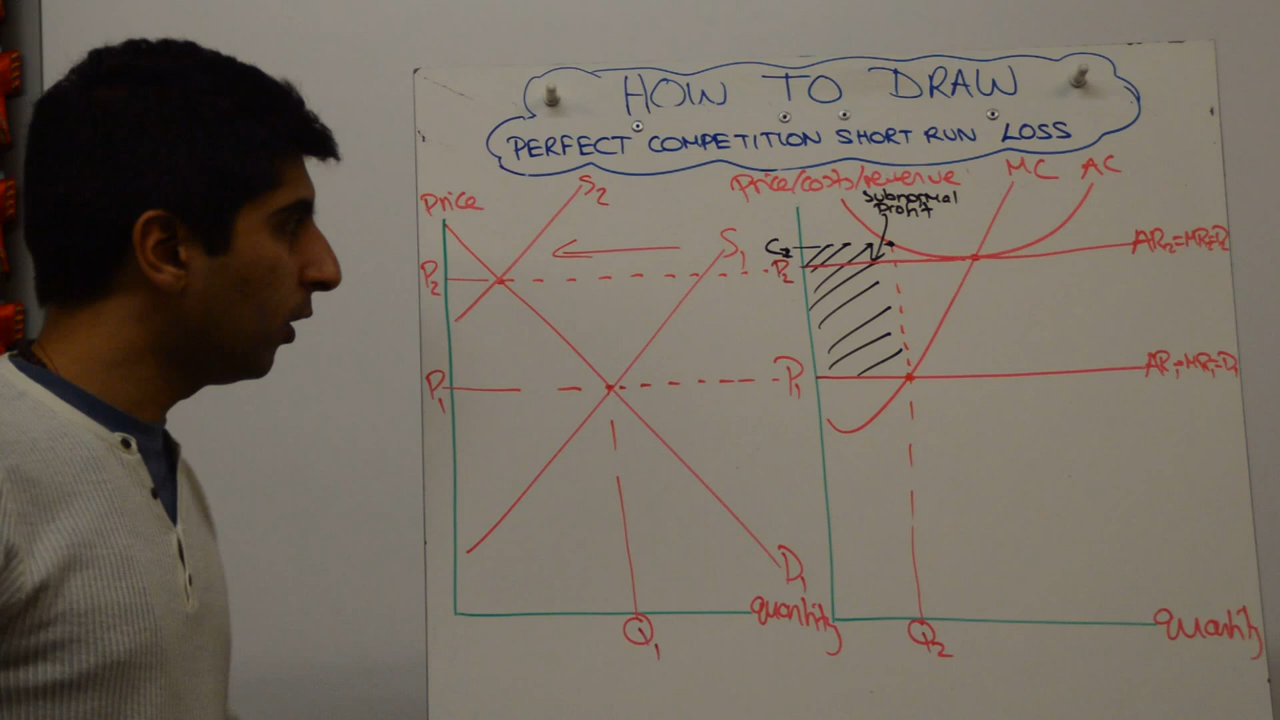 HOW TO DRAW
PERFECT COMPETITION SHORT RUN LOSS
Price
S2
S1
P2
P1
D1
quantity
Q1
Price/costs/revenue
Subnormal
Profit
MC
AC
C2
P2
AR2=MR2=D2
P1
AR1=MR1=D1
Q2
quantity